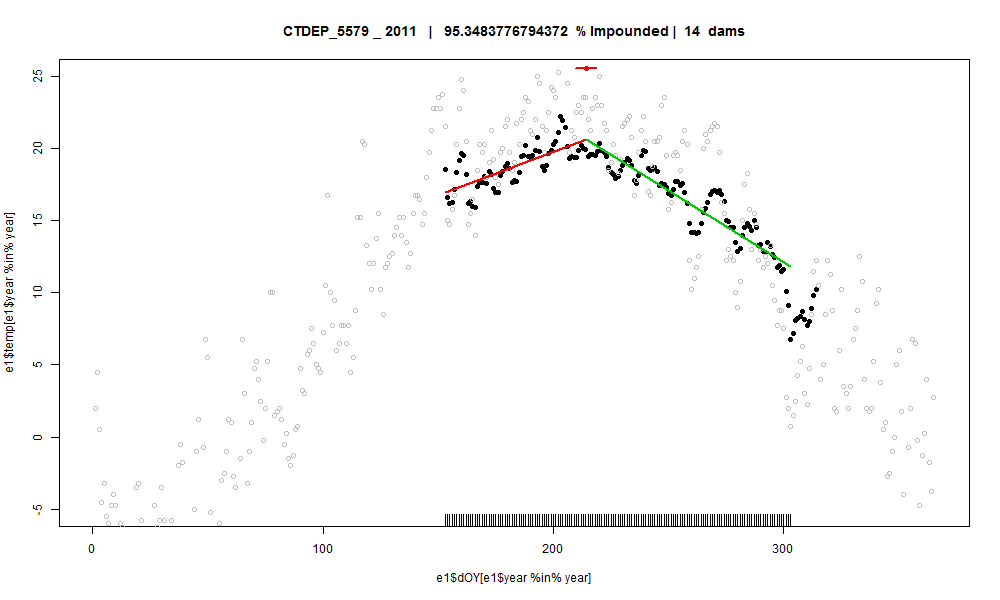 CTDEP_5579 _ 2011 | 95.3483776794372 % Impounded | 14 dams
e1$temp[e1$year %in% year]
25
20
15
10
5
0
-5
0 100 200 300
e1$dOY[e1$year %in% year]